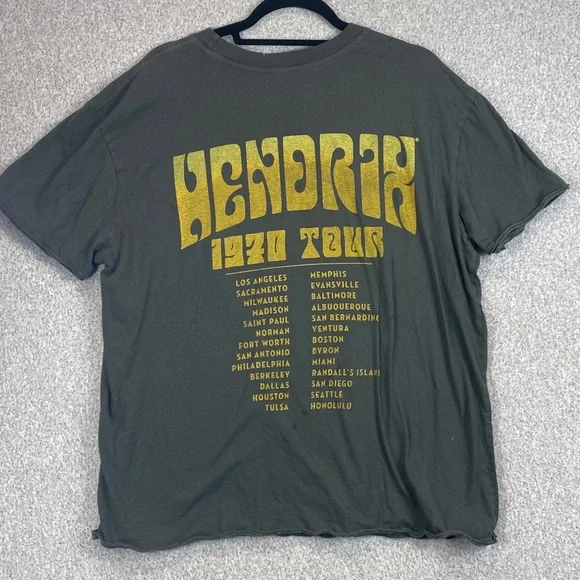 HENDRIX
1970 TOUR
LOS ANGELES
SACRAMENTO
MILWAUKEE
MADISON
SAINT PAUL
NORMAN
FORT WORTH
SAN ANTONIO
PHILADELPHIA
BERKELEY
DALLAS
HOUSTON
TULSA
MEMPHIS
EVANSVILLE
BALTIMORE
ALBUQUERQUE
SAN BERNARDINO
VENTURA
BOSTON
BYRON
MIAMI
RANDALL'S ISLAND
SAN DIEGO
SEATTLE
HONOLULU